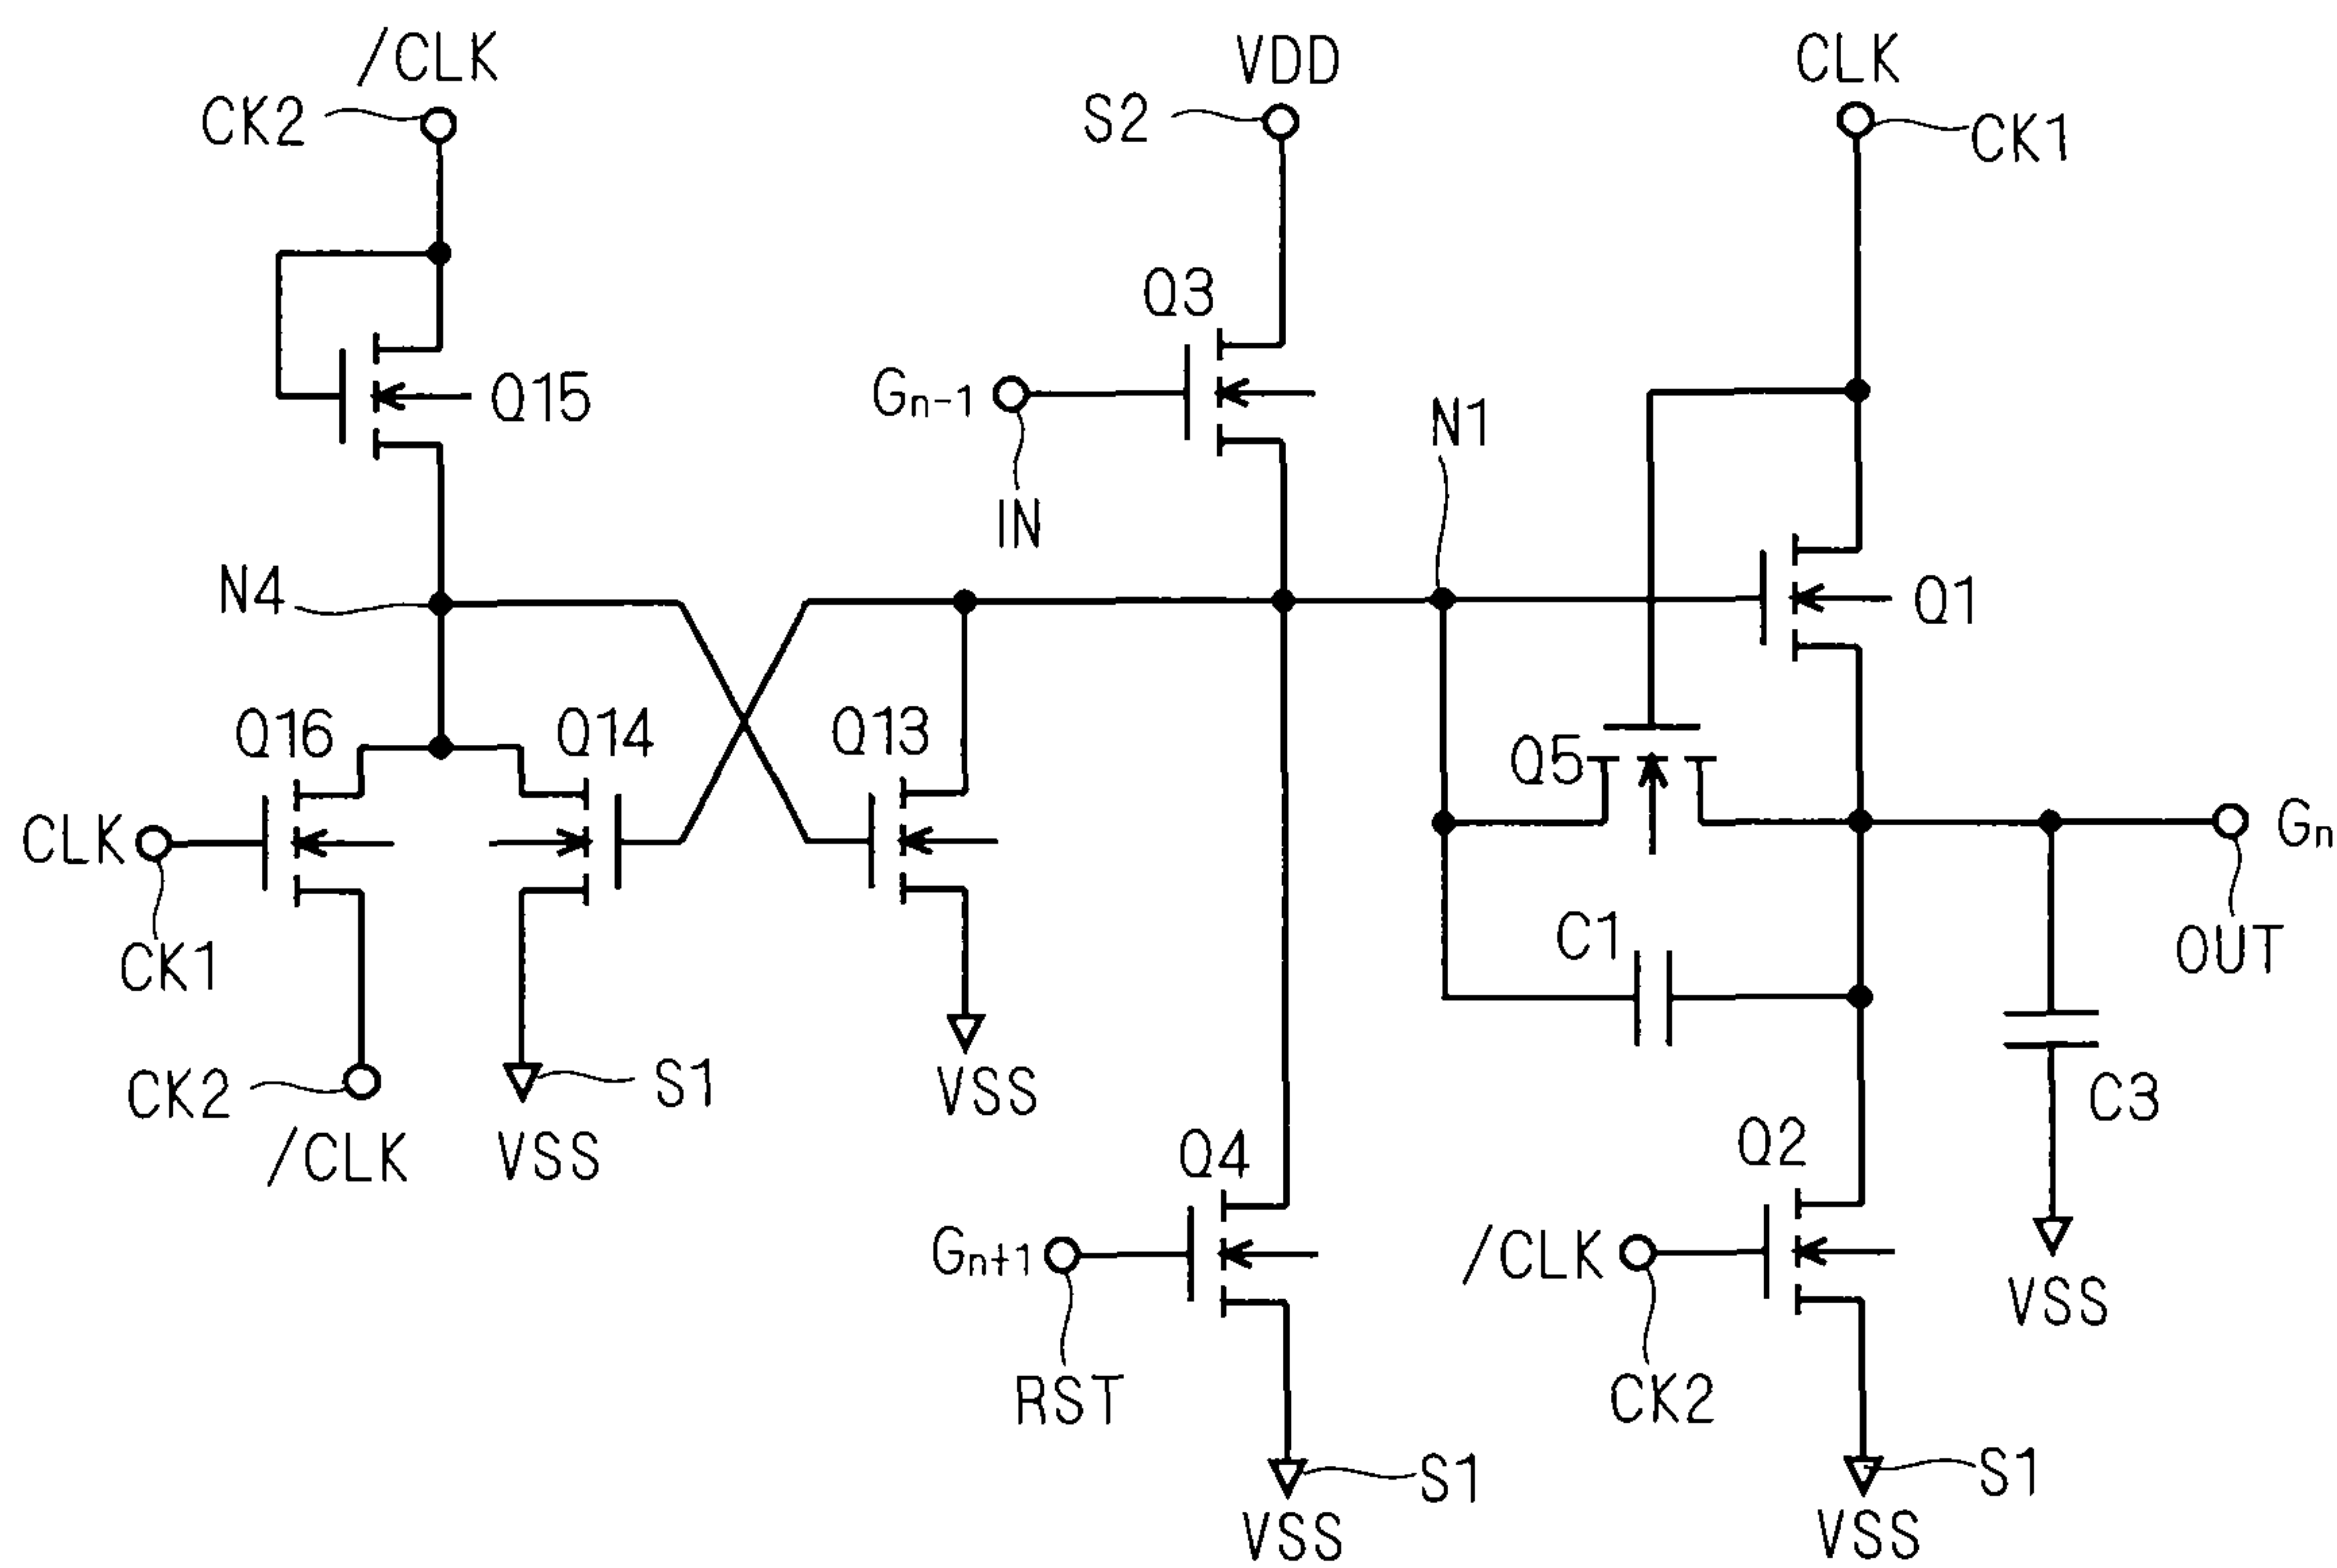 /CLK
VDD
CLK
CK2
S2
CK1
Q3
Q15
Gn-1
N1
IN
N4
Q1
Q16
Q14
Q13
Q5
CLK
Gn
C1
CK1
OUT
CK2
S1
VSS
C3
/CLK
VSS
Q4
Q2
Gn+1
/CLK
VSS
RST
CK2
S1
S1
VSS
VSS